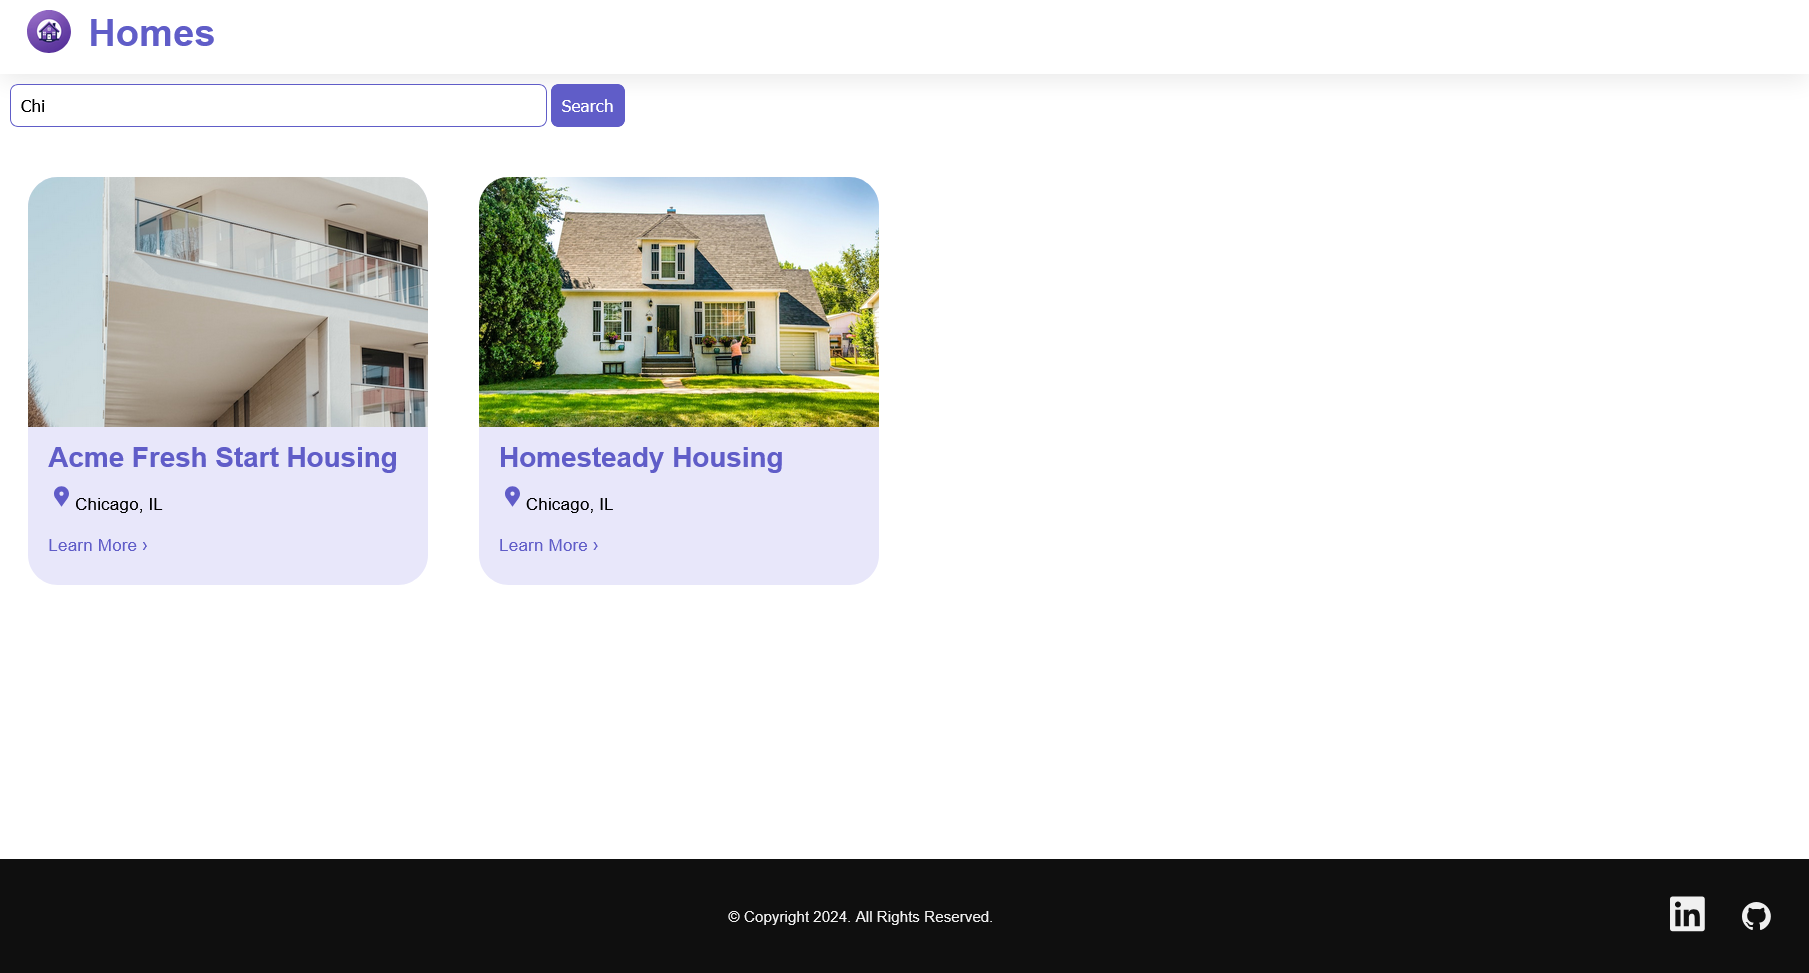 Homes
Chi
Search
Acme Fresh Start Housing
Chicago, IL
Learn More ›
Homesteady Housing
Chicago, IL
Learn More ›
© Copyright 2024. All Rights Reserved.
in